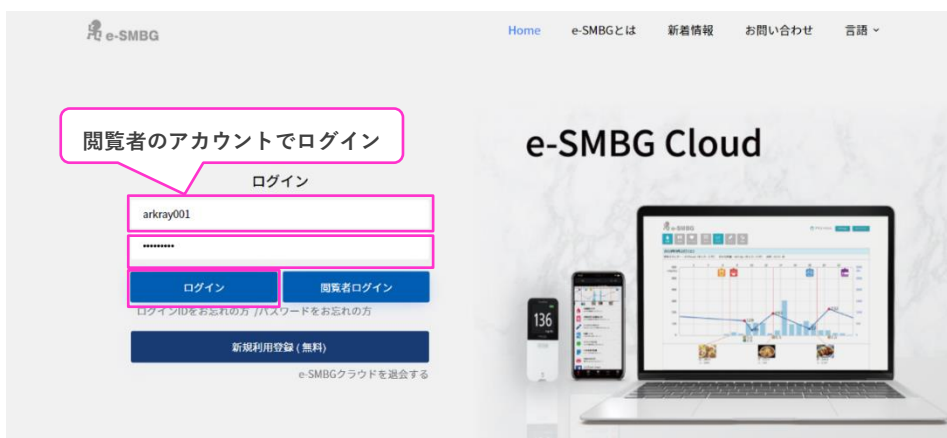 e-SMBG
Home e-SMBGとは 新着情報 お問い合わせ 言語
閲覧者のアカウントでログイン
e-SMBG Cloud
ログイン
arkray001
•••••••••
ログイン 閲覧者ログイン
ログインIDをお忘れの方 /パスワードをお忘れの方
新規利用登録 ( 無料)
e-SMBGクラウドを退会する
e-SMBG
136